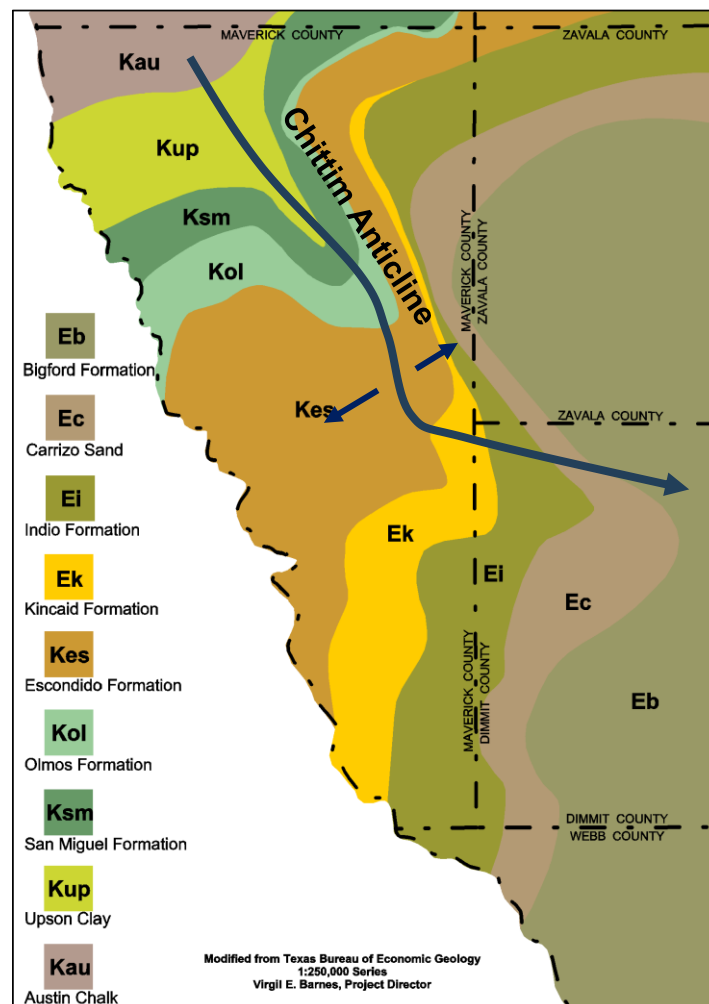 MAVERICK COUNTY
ZAVALA COUNTY
Kau
Chittim Anticline
Kup
Ksm
Kol
MAVERICK COUNTY
ZAVALA COUNTY
Eb
Bigford Formation
Kes
ZAVALA COUNTY
Ec
Carrizo Sand
Ei
Indio Formation
Ek
Ei
Ec
Ek
Kincaid Formation
Kes
Escondido Formation
MAVERICK COUNTY
DIMMIT COUNTY
Eb
Kol
Olmos Formation
Ksm
San Miguel Formation
DIMMIT COUNTY
WEBB COUNTY
Kup
Upson Clay
Kau
Austin Chalk
Modified from Texas Bureau of Economic Geology
1:250,000 Series
Virgil E. Barnes, Project Director